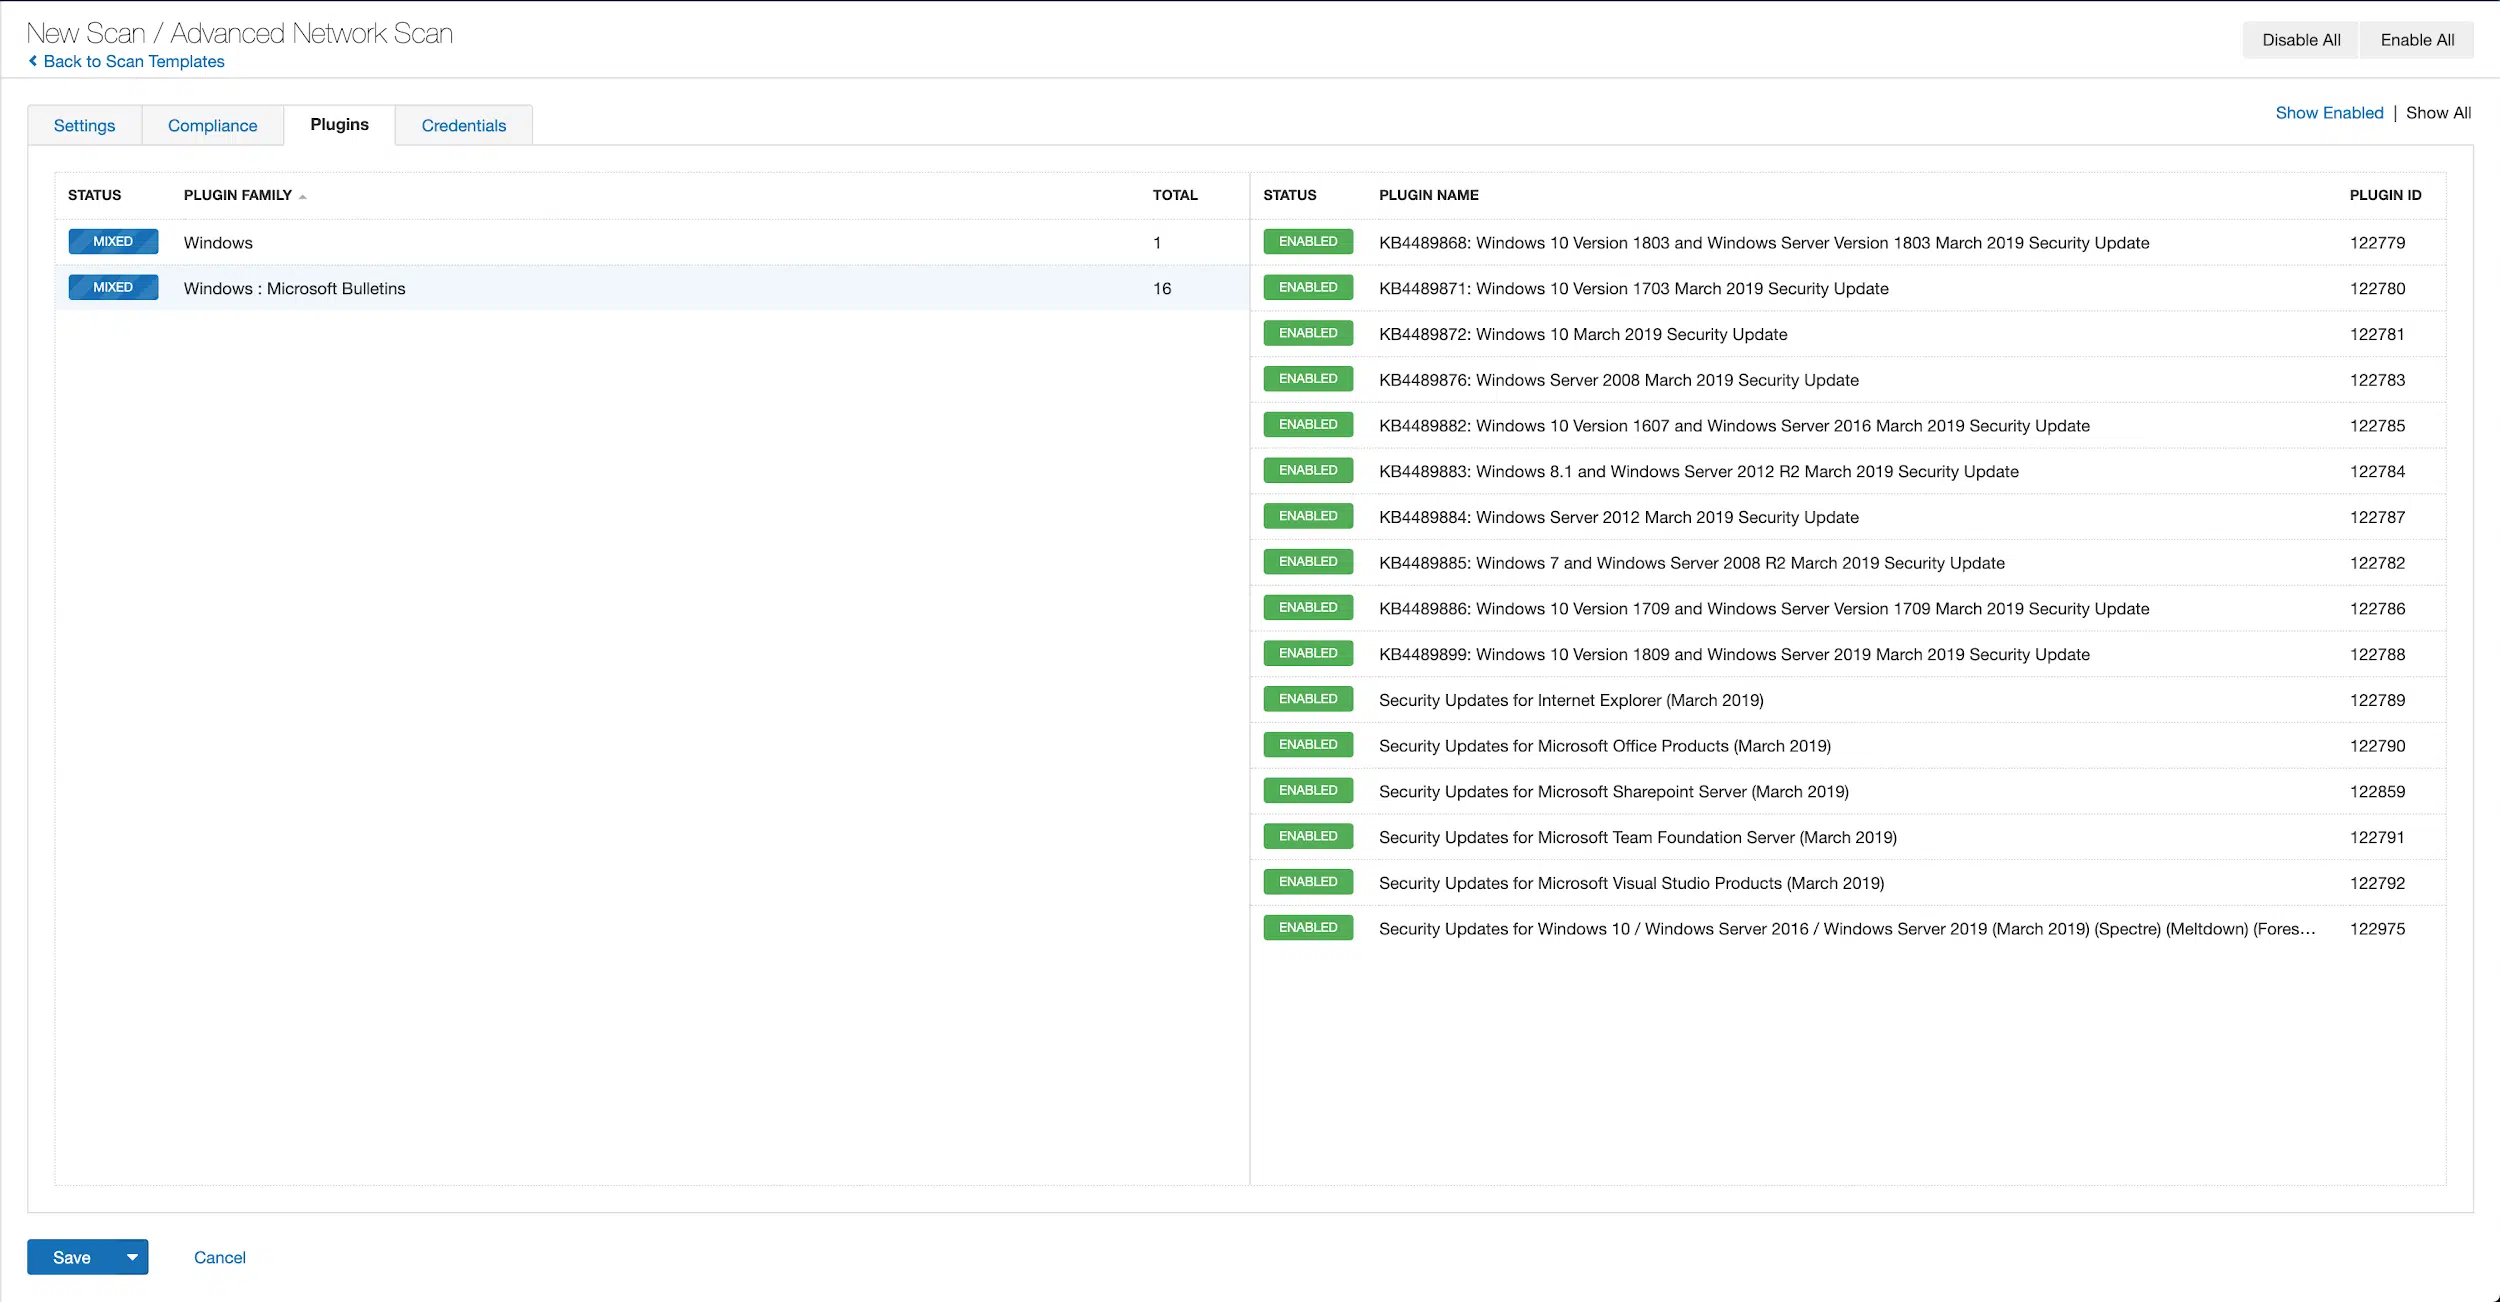 New Scan / Advanced Network Scan
Back to Scan Templates
Disable All Enable All
Settings Compliance Plugins Credentials
Show Enabled | Show All
STATUS PLUGIN FAMILY TOTAL
MIXED Windows 1
MIXED Windows : Microsoft Bulletins 16
STATUS PLUGIN NAME PLUGIN ID
ENABLED KB4489868: Windows 10 Version 1803 and Windows Server Version 1803 March 2019 Security Update 122779
ENABLED KB4489871: Windows 10 Version 1703 March 2019 Security Update 122780
ENABLED KB4489872: Windows 10 March 2019 Security Update 122781
ENABLED KB4489876: Windows Server 2008 March 2019 Security Update 122783
ENABLED KB4489882: Windows 10 Version 1607 and Windows Server 2016 March 2019 Security Update 122785
ENABLED KB4489883: Windows 8.1 and Windows Server 2012 R2 March 2019 Security Update 122784
ENABLED KB4489884: Windows Server 2012 March 2019 Security Update 122787
ENABLED KB4489885: Windows 7 and Windows Server 2008 R2 March 2019 Security Update 122782
ENABLED KB4489886: Windows 10 Version 1709 and Windows Server Version 1709 March 2019 Security Update 122786
ENABLED KB4489899: Windows 10 Version 1809 and Windows Server 2019 March 2019 Security Update 122788
ENABLED Security Updates for Internet Explorer (March 2019) 122789
ENABLED Security Updates for Microsoft Office Products (March 2019) 122790
ENABLED Security Updates for Microsoft Sharepoint Server (March 2019) 122859
ENABLED Security Updates for Microsoft Team Foundation Server (March 2019) 122791
ENABLED Security Updates for Microsoft Visual Studio Products (March 2019) 122792
ENABLED Security Updates for Windows 10 / Windows Server 2016 / Windows Server 2019 (March 2019) (Spectre) (Meltdown) (Fores... 122975
Save Cancel